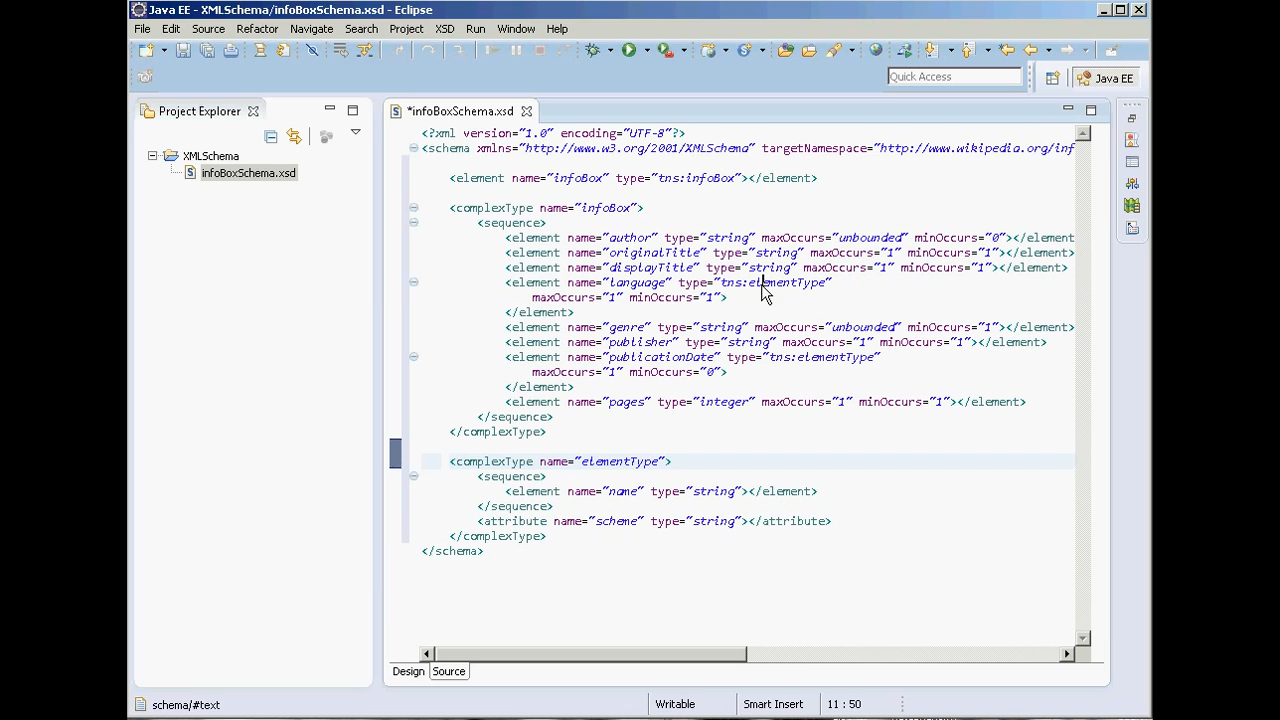 Java EE - XMLSchema/infoBoxSchema.xsd - Eclipse
File Edit Source Refactor Navigate Search Project XSD Run Window Help
Quick Access
Java EE
Project Explorer
XMLSchema
infoBoxSchema.xsd
*infoBoxSchema.xsd
<?xml version="1.0" encoding="UTF-8"?>
<schema xmlns="http://www.w3.org/2001/XMLSchema" targetNamespace="http://www.wikipedia.org/inf
<element name="infoBox" type="tns:infoBox"></element>
<complexType name="infoBox">
<sequence>
<element name="author" type="string" maxOccurs="unbounded" minOccurs="0"></element
<element name="originalTitle" type="string" maxOccurs="1" minOccurs="1"></element>
<element name="displayTitle" type="string" maxOccurs="1" minOccurs="1"></element>
<element name="language" type="tns:elementType"
maxOccurs="1" minOccurs="1">
</element>
<element name="genre" type="string" maxOccurs="unbounded" minOccurs="1"></element>
<element name="publisher" type="string" maxOccurs="1" minOccurs="1"></element>
<element name="publicationDate" type="tns:elementType"
maxOccurs="1" minOccurs="0">
</element>
<element name="pages" type="integer" maxOccurs="1" minOccurs="1"></element>
</sequence>
</complexType>
<complexType name="elementType">
<sequence>
<element name="name" type="string"></element>
</sequence>
<attribute name="scheme" type="string"></attribute>
</complexType>
</schema>
Design Source
schema/#text
Writable
Smart Insert
11 : 50